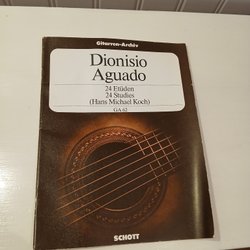 Gitarren-Archiv
Dionisio
Aguado
24 Etüden
24 Studies
(Hans Michael Koch)
GA 62
SCHOTT